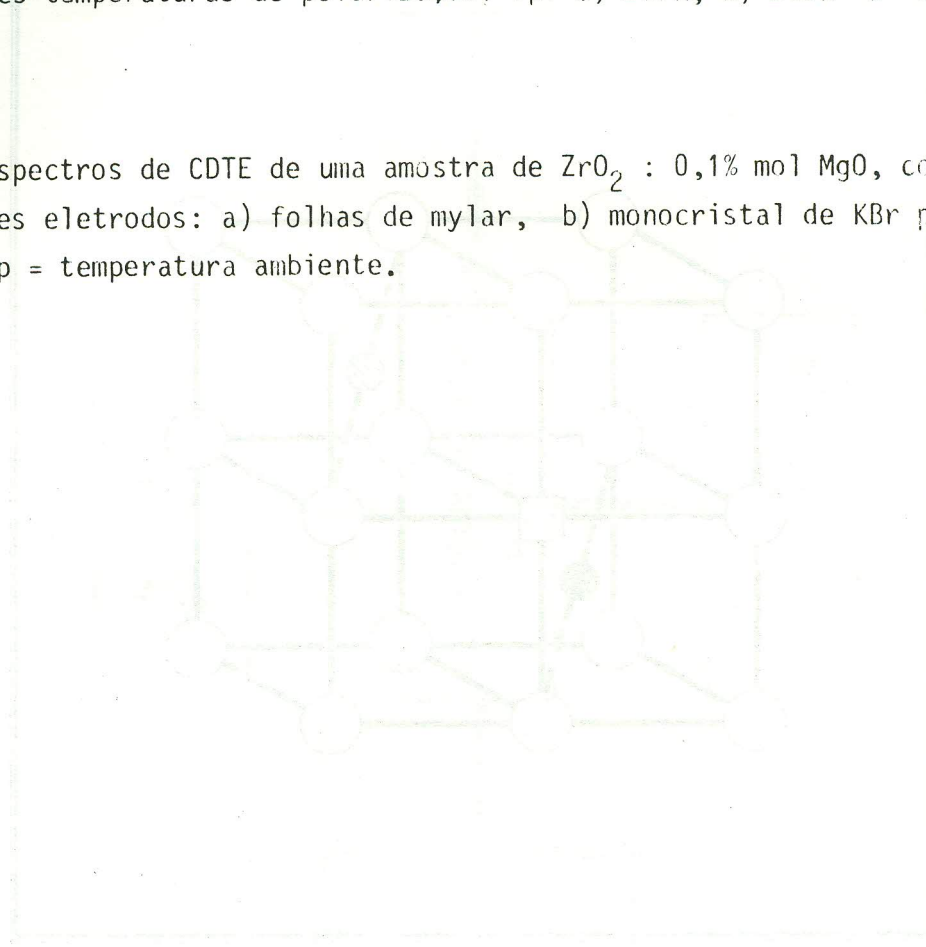 spectros de CDTE de uma amostra de ZrO₂ : 0,1% mol MgO,
es eletrodos: a) folhas de mylar, b) monocristal de KBr
p = temperatura ambiente.